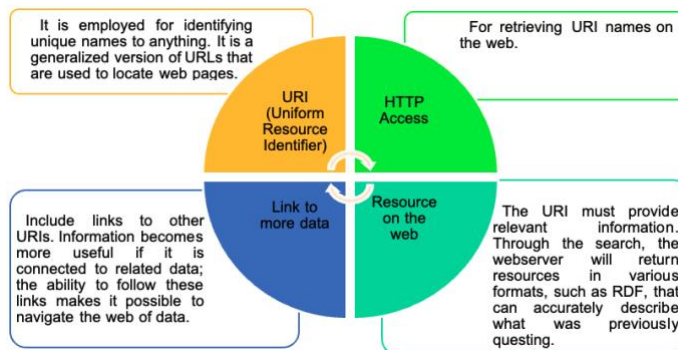 It is employed for identifying
unique names to anything. It is a
generalized version of URLs that
are used to locate web pages.
URI
(Uniform
Resource
Identifier)
For retrieving URI names on
the web.
HTTP
Access
Include links to other
URIs. Information becomes
more useful if it is
connected to related data;
the ability to follow these
links makes it possible to
navigate the web of data.
Link to
more data
Resource
on the
web
The URI must provide
relevant information.
Through the search, the
webserver will return
resources in various
formats, such as RDF, that
can accurately describe
what was previously
questing.